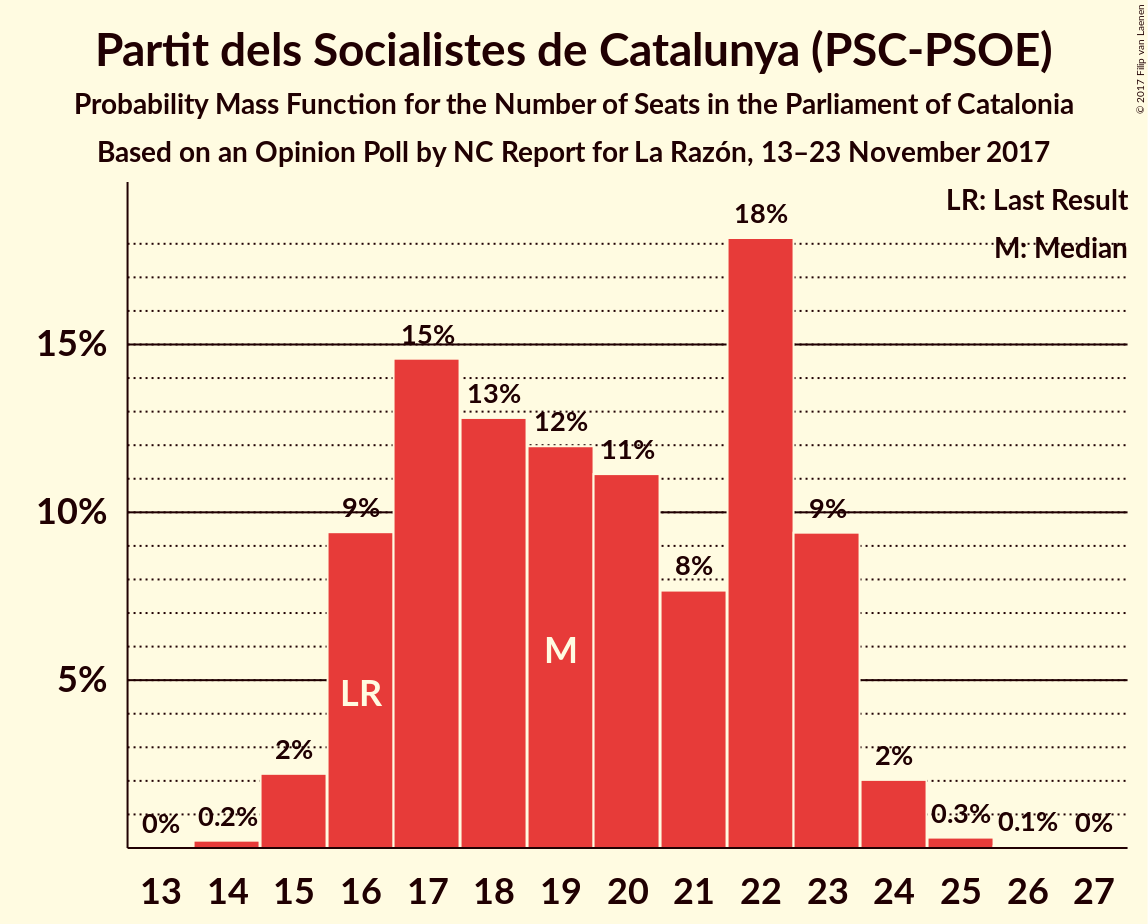 Partit dels Socialistes de Catalunya (PSC-PSOE)
Probability Mass Function for the Number of Seats in the Parliament of Catalonia
Based on an Opinion Poll by NC Report for La Razón, 13–23 November 2017
© 2017 Filip van Laenen
LR: Last Result
M: Median
18%
15%
15%
13%
12%
11%
10%
9%
9%
8%
5%
M
LR
2%
2%
0%
0.2%
0.3%
0.1%
0%
13 14 15 16 17 18 19 20 21 22 23 24 25 26 27